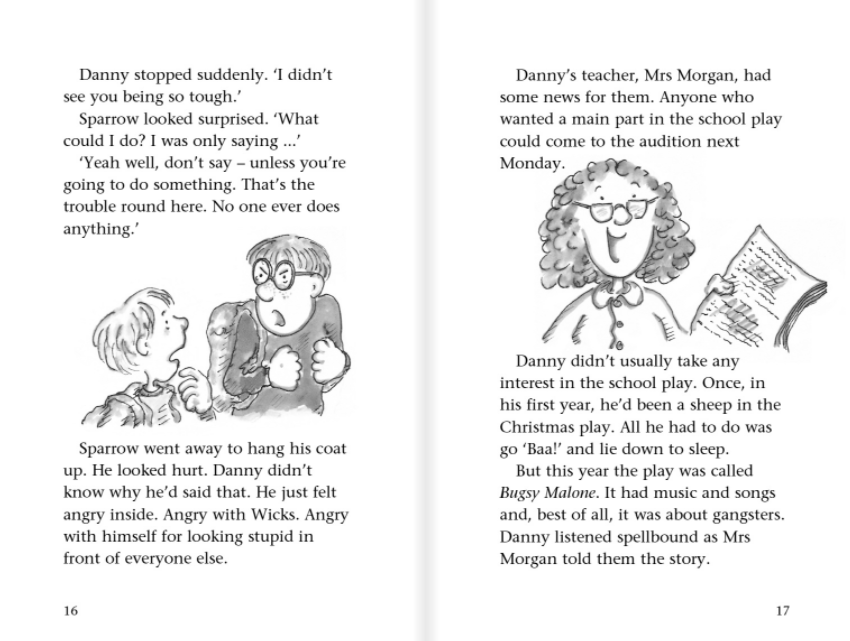 Danny stopped suddenly. ‘I didn’t
see you being so tough.’
Sparrow looked surprised. ‘What
could I do? I was only saying ...’
‘Yeah well, don’t say – unless you’re
going to do something. That’s the
trouble round here. No one ever does
anything.’
Sparrow went away to hang his coat
up. He looked hurt. Danny didn’t
know why he’d said that. He just felt
angry inside. Angry with Wicks. Angry
with himself for looking stupid in
front of everyone else.
16
Danny’s teacher, Mrs Morgan, had
some news for them. Anyone who
wanted a main part in the school play
could come to the audition next
Monday.
Danny didn’t usually take any
interest in the school play. Once, in
his first year, he’d been a sheep in the
Christmas play. All he had to do was
go ‘Baa!’ and lie down to sleep.
But this year the play was called
Bugsy Malone. It had music and songs
and, best of all, it was about gangsters.
Danny listened spellbound as Mrs
Morgan told them the story.
17